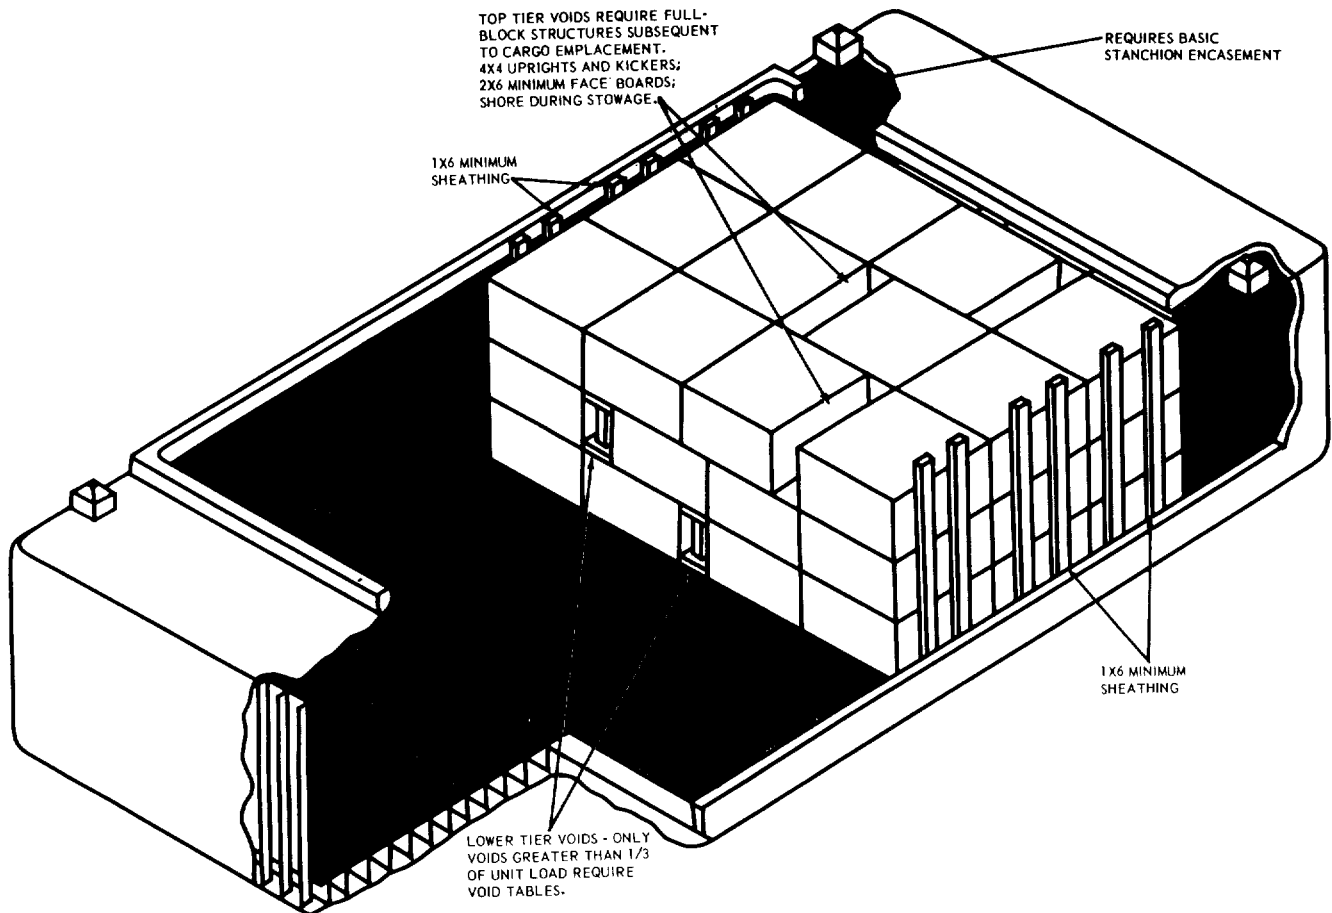 TOP TIER VOIDS REQUIRE FULL-
BLOCK STRUCTURES SUBSEQUENT
TO CARGO EMPLACEMENT.
4X4 UPRIGHTS AND KICKERS;
2X6 MINIMUM FACE BOARDS;
SHORE DURING STOWAGE.
REQUIRES BASIC
STANCHION ENCASEMENT
1X6 MINIMUM
SHEATHING
1X6 MINIMUM
SHEATHING
LOWER TIER VOIDS - ONLY
VOIDS GREATER THAN 1/3
OF UNIT LOAD REQUIRE
VOID TABLES.